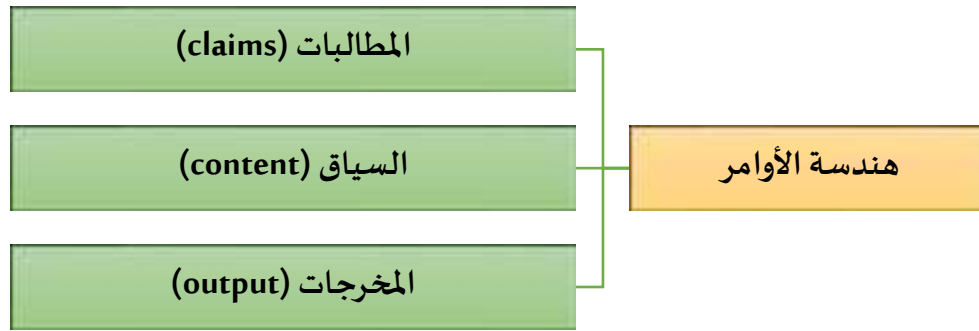 هندسة الأوامر
المطالبات (claims)
السياق (content)
المخرجات (output)